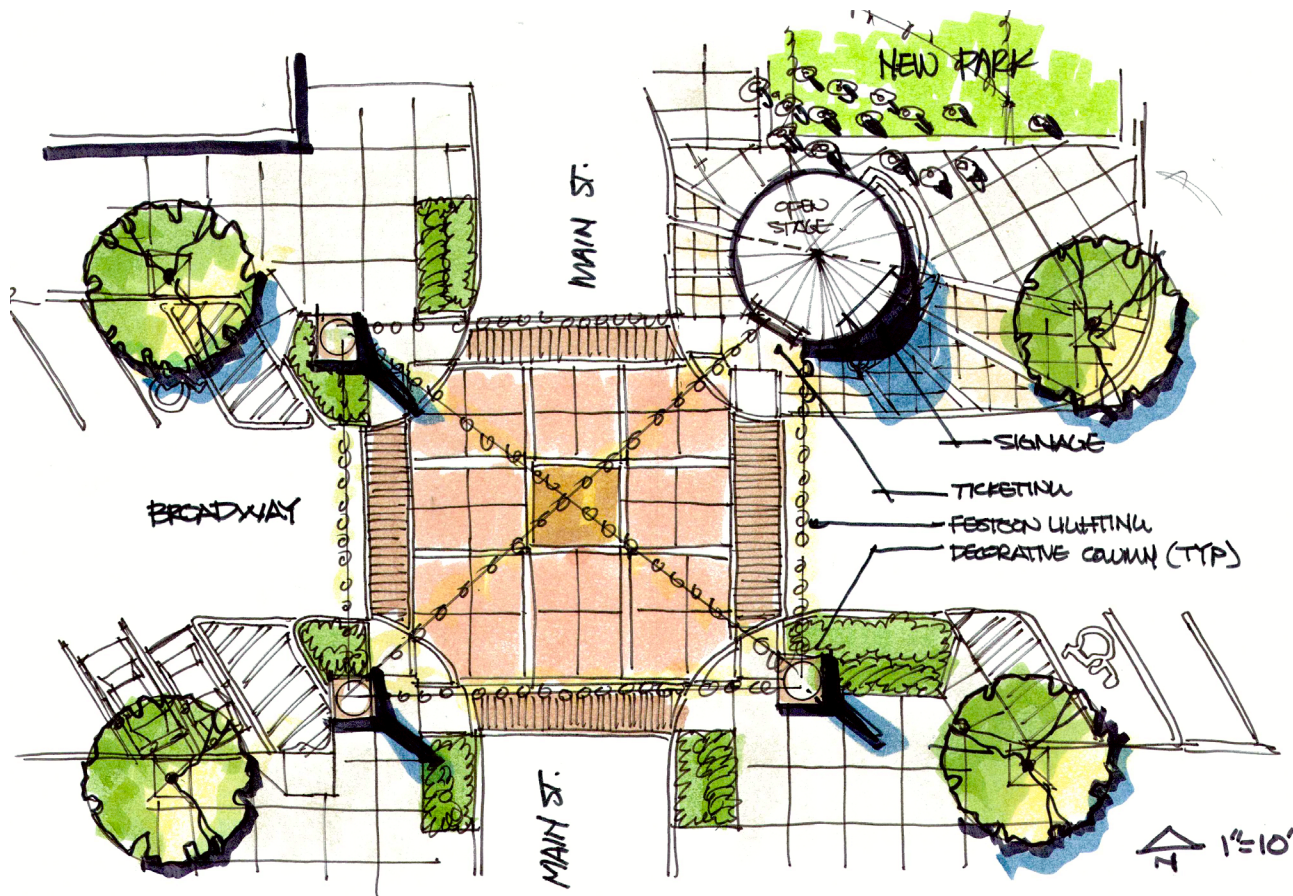 NEW PARK
MAIN ST.
OPEN
STAGE
SIGNAGE
TICKETING
BROADWAY
FESTOON LIGHTING
DECORATIVE COLUMN (TYP)
MAIN ST.
N 1"=10'